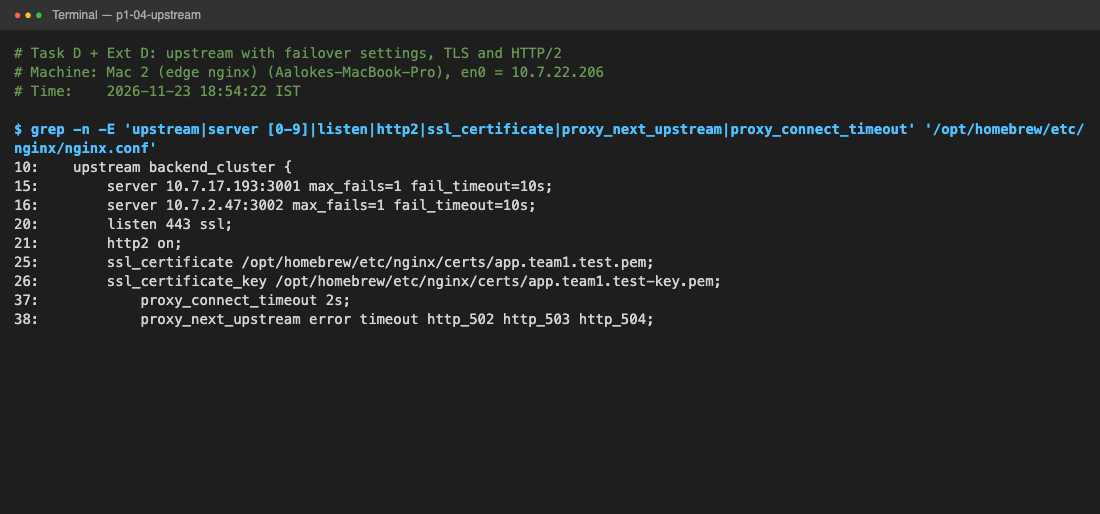 Terminal — p1-04-upstream
# Task D + Ext D: upstream with failover settings, TLS and HTTP/2
# Machine: Mac 2 (edge nginx) (Aalokes-MacBook-Pro), en0 = 10.7.22.206
# Time:    2026-11-23 18:54:22 IST
$ grep -n -E 'upstream|server [0-9]|listen|http2|ssl_certificate|proxy_next_upstream|proxy_connect_timeout' '/opt/homebrew/etc/
nginx/nginx.conf'
10:    upstream backend_cluster {
15:        server 10.7.17.193:3001 max_fails=1 fail_timeout=10s;
16:        server 10.7.2.47:3002 max_fails=1 fail_timeout=10s;
20:        listen 443 ssl;
21:        http2 on;
25:        ssl_certificate /opt/homebrew/etc/nginx/certs/app.team1.test.pem;
26:        ssl_certificate_key /opt/homebrew/etc/nginx/certs/app.team1.test-key.pem;
37:            proxy_connect_timeout 2s;
38:            proxy_next_upstream error timeout http_502 http_503 http_504;